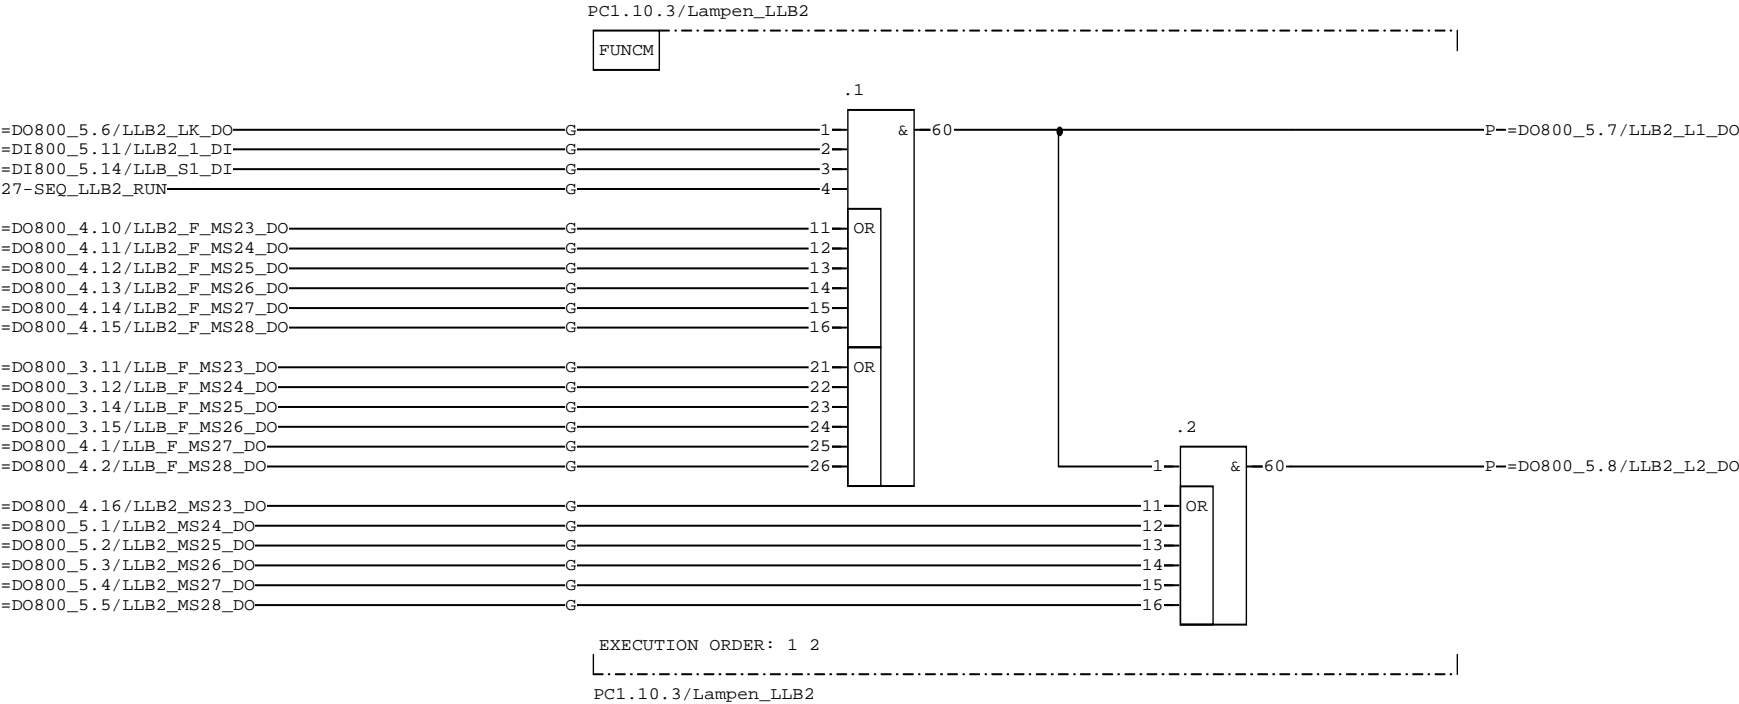 PC1.10.3/Lampen_LLB2
FUNCM
.1
=DO800_5.6/LLB2_LK_DO G 1 & 60 P =DO800_5.7/LLB2_L1_DO
=DI800_5.11/LLB2_1_DI G 2
=DI800_5.14/LLB_S1_DI G 3
27-SEQ_LLB2_RUN G 4
=DO800_4.10/LLB2_F_MS23_DO G 11 OR
=DO800_4.11/LLB2_F_MS24_DO G 12
=DO800_4.12/LLB2_F_MS25_DO G 13
=DO800_4.13/LLB2_F_MS26_DO G 14
=DO800_4.14/LLB2_F_MS27_DO G 15
=DO800_4.15/LLB2_F_MS28_DO G 16
=DO800_3.11/LLB_F_MS23_DO G 21 OR
=DO800_3.12/LLB_F_MS24_DO G 22
=DO800_3.14/LLB_F_MS25_DO G 23
=DO800_3.15/LLB_F_MS26_DO G 24
.2
=DO800_4.1/LLB_F_MS27_DO G 25
=DO800_4.2/LLB_F_MS28_DO G 26 1 & 60 P =DO800_5.8/LLB2_L2_DO
=DO800_4.16/LLB2_MS23_DO G 11 OR
=DO800_5.1/LLB2_MS24_DO G 12
=DO800_5.2/LLB2_MS25_DO G 13
=DO800_5.3/LLB2_MS26_DO G 14
=DO800_5.4/LLB2_MS27_DO G 15
=DO800_5.5/LLB2_MS28_DO G 16
EXECUTION ORDER: 1 2
PC1.10.3/Lampen_LLB2